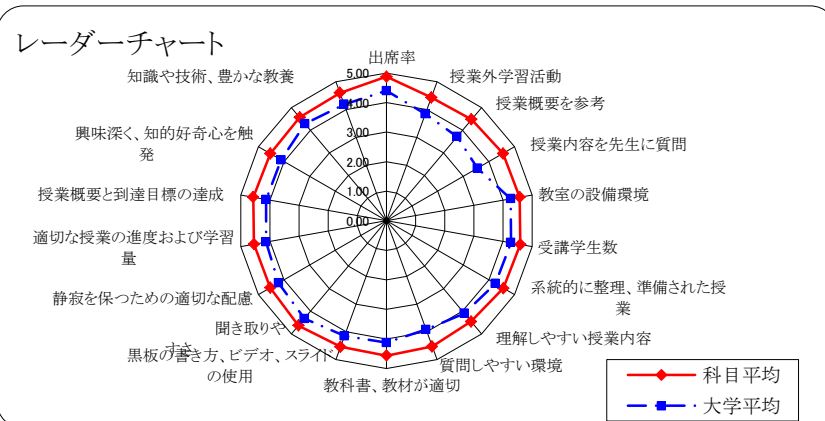 レーダーチャート
出席率
授業外学習活動
授業概要を参考
授業内容を先生に質問
教室の設備環境
受講学生数
系統的に整理、準備された授
業
理解しやすい授業内容
質問しやすい環境
教科書、教材が適切
黒板の書き方、ビデオ、スライド
の使用
聞き取りや
すさ
静寂を保つための適切な配慮
適切な授業の進度および学習
量
授業概要と到達目標の達成
興味深く、知的好奇心を触
発
知識や技術、豊かな教養
5.00
4.00
3.00
2.00
1.00
0.00
科目平均
大学平均